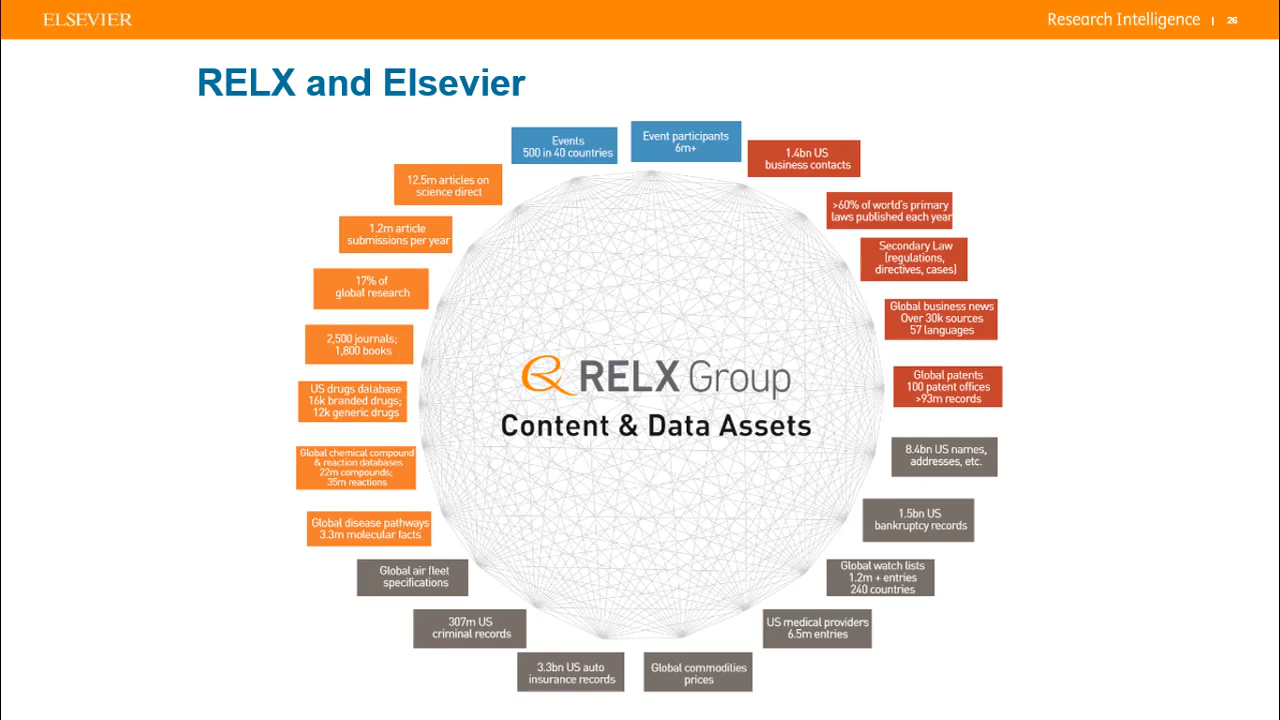 ELSEVIER
Research Intelligence | 26
RELX and Elsevier
Events
500 in 40 countries
Event participants
6m+
1.4bn US
business contacts
>60% of world's primary
laws published each year
Secondary Law
(regulations,
directives, cases)
Global business news
Over 30k sources
57 languages
Global patents
100 patent offices
>93m records
8.4bn US names,
addresses, etc.
1.5bn US
bankruptcy records
Global watch lists
1.2m + entries
240 countries
US medical providers
6.5m entries
Global commodities
prices
3.3bn US auto
insurance records
307m US
criminal records
Global air fleet
specifications
Global disease pathways
3.3m molecular facts
Global chemical compound
& reaction databases
22m compounds;
35m reactions
US drugs database
16k branded drugs;
12k generic drugs
2,500 journals;
1,800 books
17% of
global research
1.2m article
submissions per year
12.5m articles on
science direct
RELX Group
Content & Data Assets